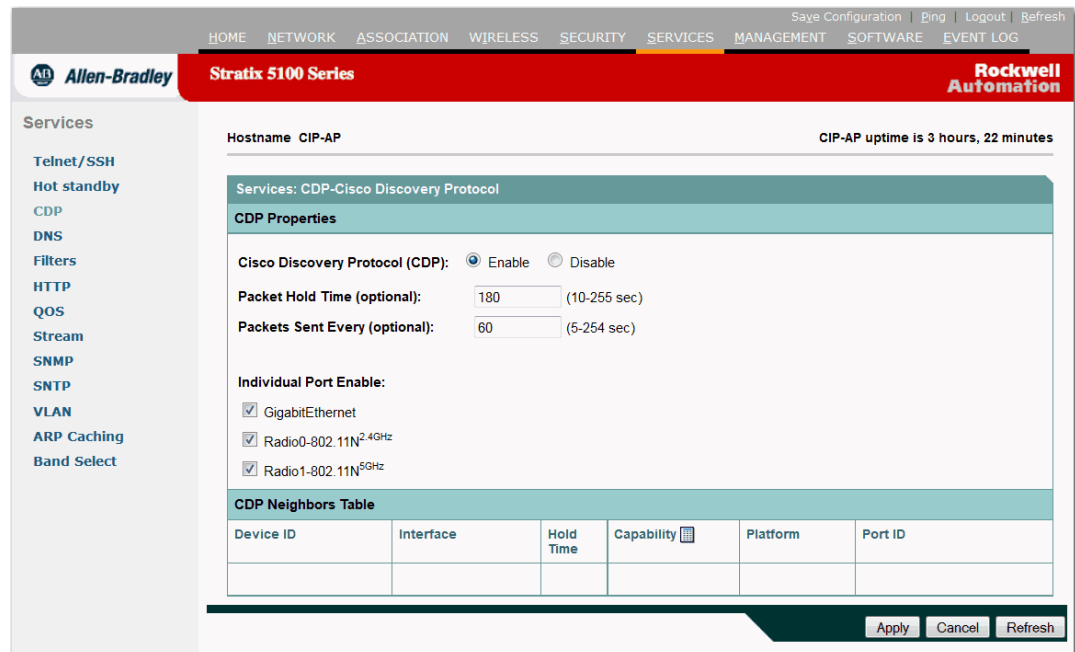 Save Configuration | Ping | Logout | Refresh
HOME NETWORK ASSOCIATION WIRELESS SECURITY SERVICES MANAGEMENT SOFTWARE EVENT LOG
AB Allen-Bradley
Stratix 5100 Series
Rockwell
Automation
Services
Telnet/SSH
Hot standby
CDP
DNS
Filters
HTTP
QOS
Stream
SNMP
SNTP
VLAN
ARP Caching
Band Select
Hostname CIP-AP
CIP-AP uptime is 3 hours, 22 minutes
Services: CDP-Cisco Discovery Protocol
CDP Properties
Cisco Discovery Protocol (CDP): Enable Disable
Packet Hold Time (optional): 180 (10-255 sec)
Packets Sent Every (optional): 60 (5-254 sec)
Individual Port Enable:
GigabitEthernet
Radio0-802.11N2.4GHz
Radio1-802.11N5GHz
CDP Neighbors Table
Device ID Interface Hold Time Capability Platform Port ID
Apply Cancel Refresh